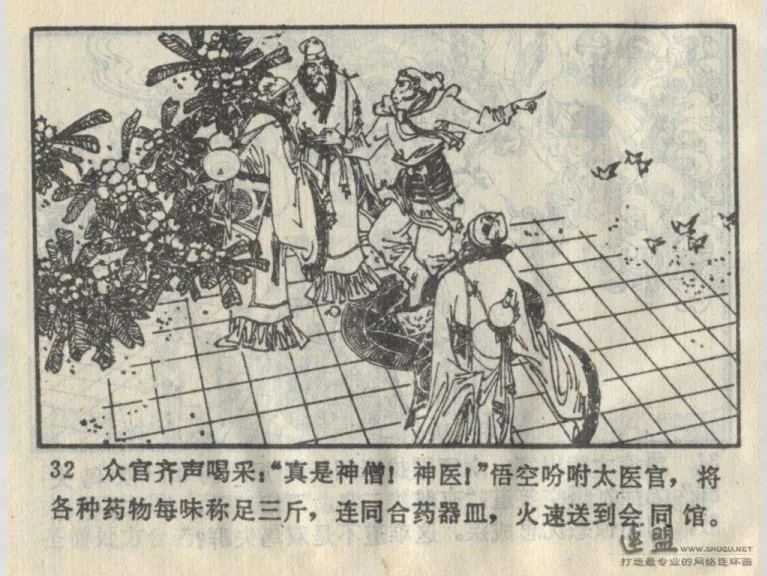 32 众官齐声喝采：“真是神僧！神医！”悟空吩咐太医官，将
各种药物每味称足三斤，连同合药器皿，火速送到会同馆。
连盟 WWW.SHUQU.NET
打造最专业的网络连环画